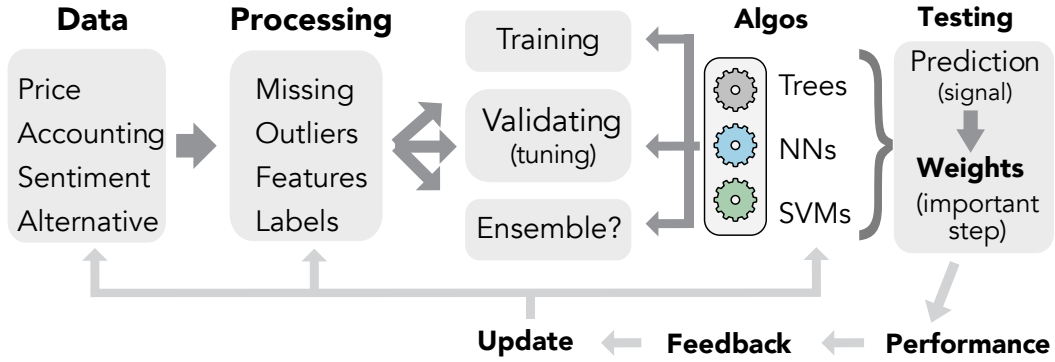 Data
Processing
Algos
Testing
Price
Accounting
Sentiment
Alternative
Missing
Outliers
Features
Labels
Training
Validating
(tuning)
Ensemble?
Trees
NNs
SVMs
Prediction
(signal)
Weights
(important
step)
Update
Feedback
Performance